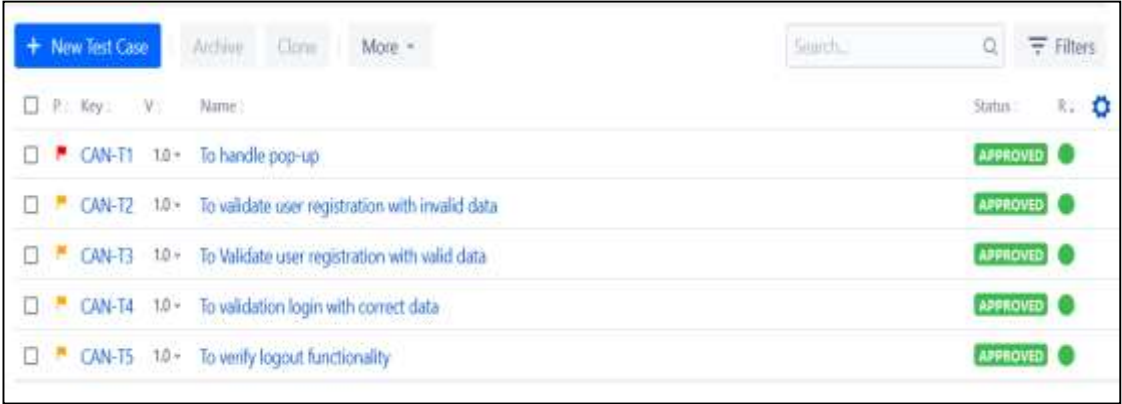 + New Test Case Archive Clone More Search... Filters
P. Key V Name Status R.
CAN-T1 1.0 To handle pop-up APPROVED
CAN-T2 1.0 To validate user registration with invalid data APPROVED
CAN-T3 1.0 To Validate user registration with valid data APPROVED
CAN-T4 1.0 To validation login with correct data APPROVED
CAN-T5 1.0 To verify logout functionality APPROVED